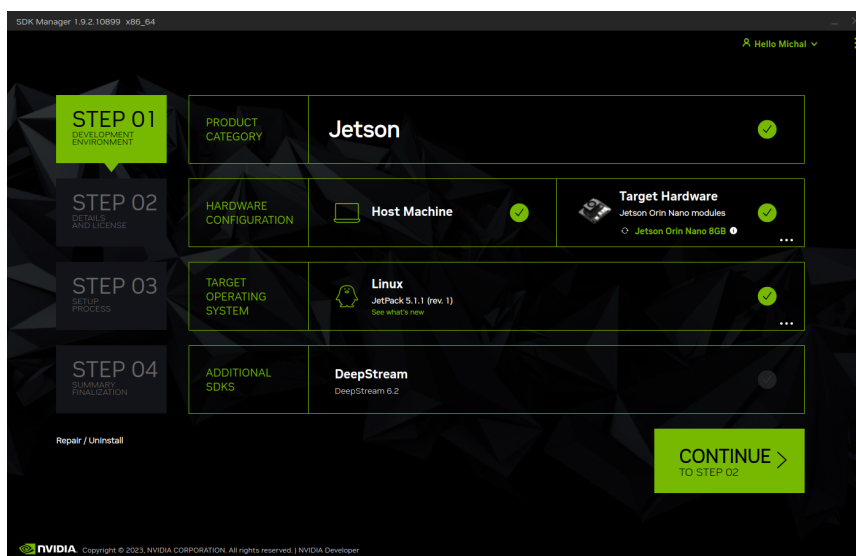 SDK Manager 1.9.2.10899 x86_64
Hello Michal
STEP 01
DEVELOPMENT
ENVIRONMENT
PRODUCT
CATEGORY
Jetson
STEP 02
DETAILS
AND LICENSE
HARDWARE
CONFIGURATION
Host Machine
Target Hardware
Jetson Orin Nano modules
Jetson Orin Nano 8GB
STEP 03
SETUP
PROCESS
TARGET
OPERATING
SYSTEM
Linux
JetPack 5.1.1 (rev. 1)
See what's new
STEP 04
SUMMARY
FINALIZATION
ADDITIONAL
SDKS
DeepStream
DeepStream 6.2
Repair / Uninstall
CONTINUE
TO STEP 02
NVIDIA. Copyright © 2023, NVIDIA CORPORATION. All rights reserved. | NVIDIA Developer